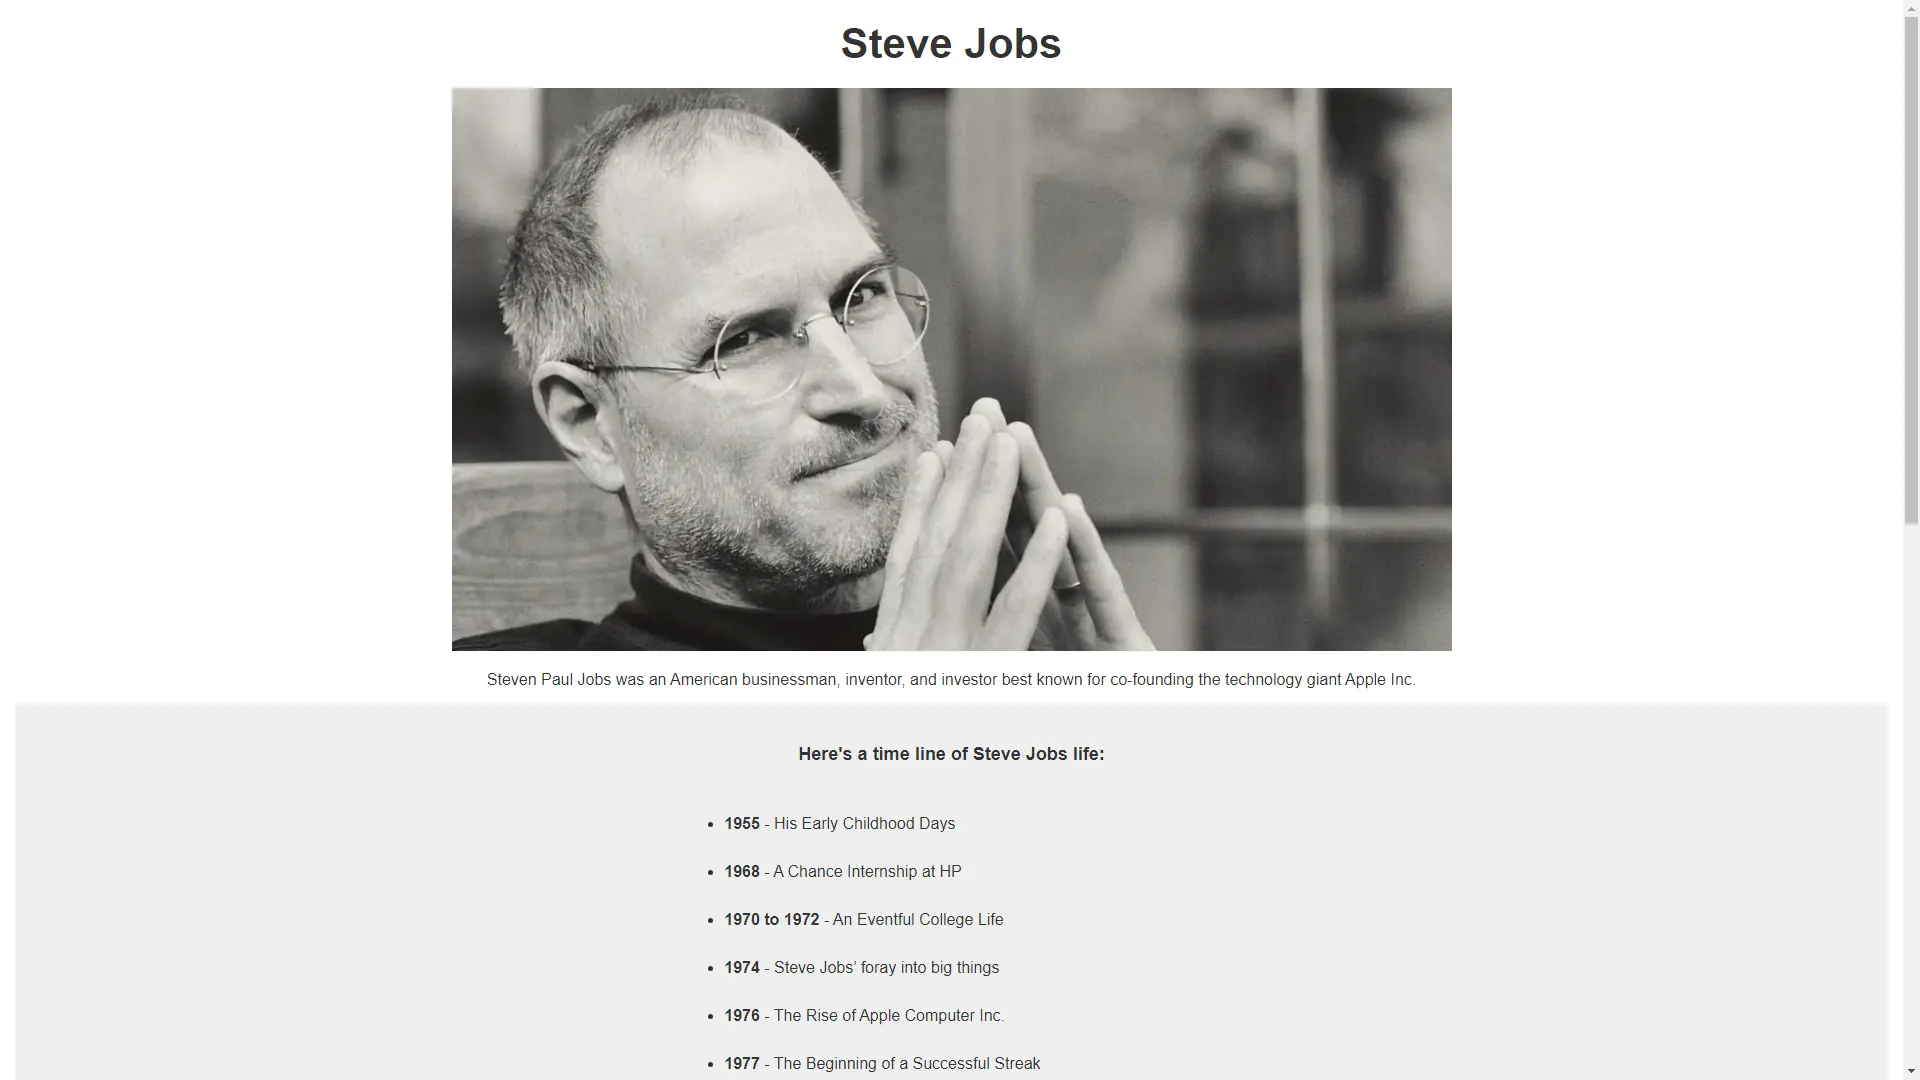 Steve Jobs
Steven Paul Jobs was an American businessman, inventor, and investor best known for co-founding the technology giant Apple Inc.
Here's a time line of Steve Jobs life:
• 1955 - His Early Childhood Days
• 1968 - A Chance Internship at HP
• 1970 to 1972 - An Eventful College Life
• 1974 - Steve Jobs’ foray into big things
• 1976 - The Rise of Apple Computer Inc.
• 1977 - The Beginning of a Successful Streak